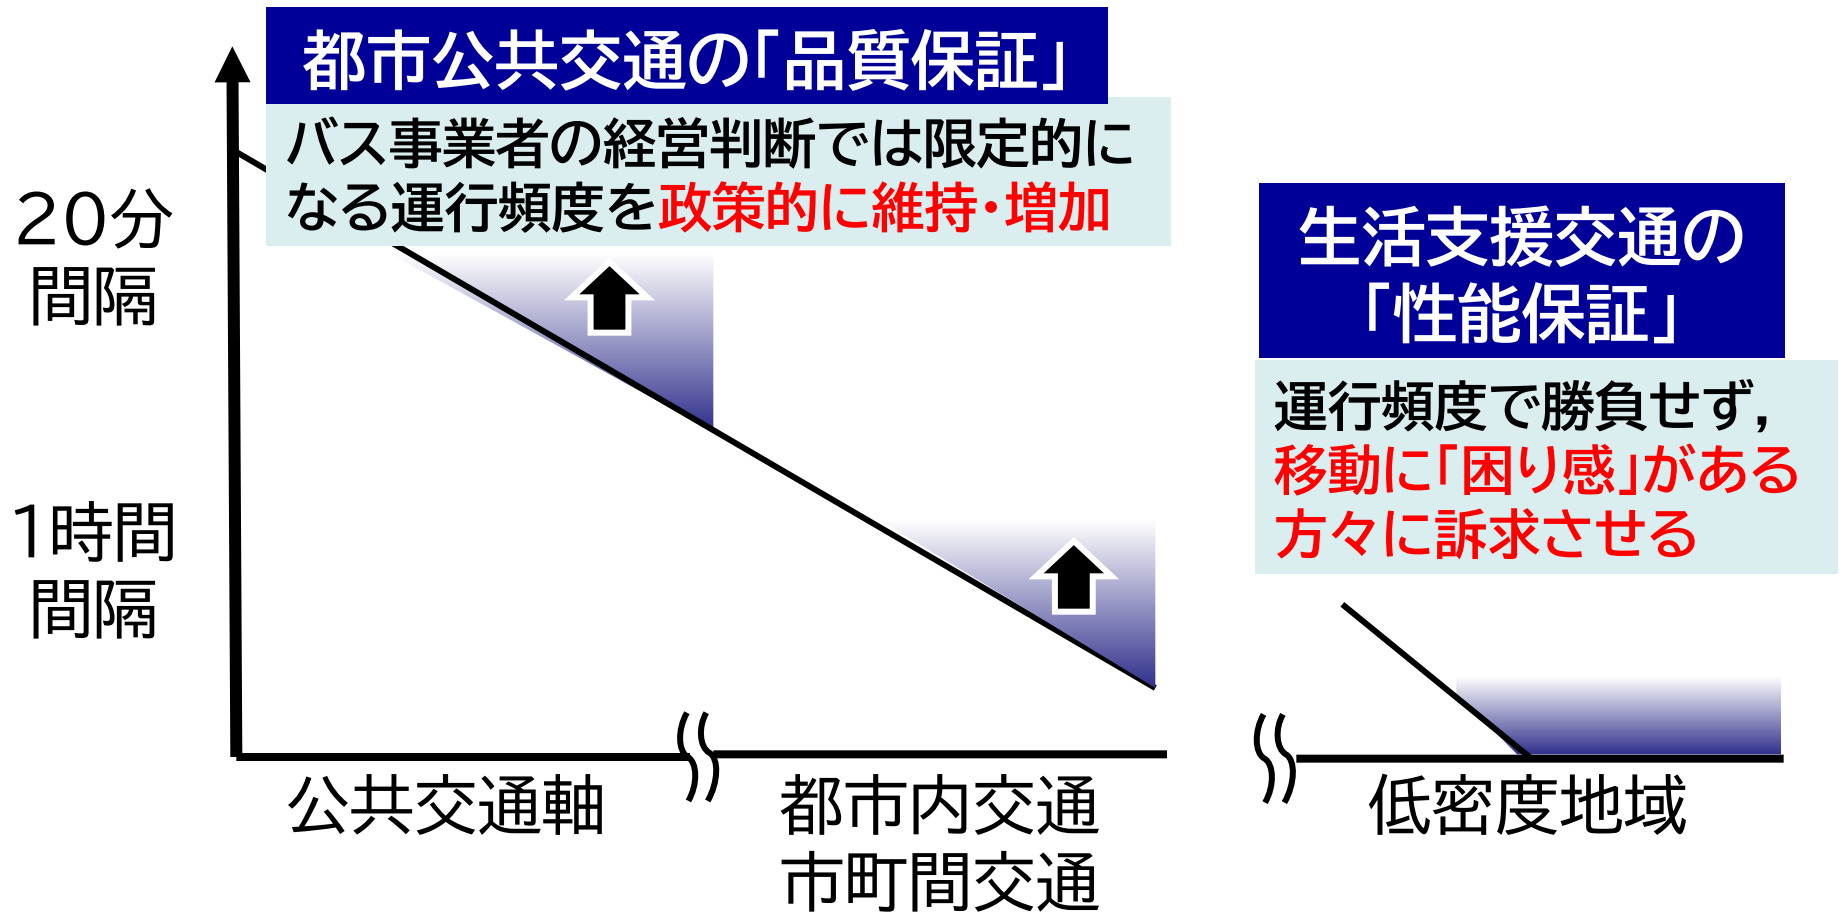 都市公共交通の「品質保証」
バス事業者の経営判断では限定的に
なる運行頻度を政策的に維持・増加
20分
間隔
1時間
間隔
生活支援交通の
「性能保証」
運行頻度で勝負せず，
移動に「困り感」がある
方々に訴求させる
公共交通軸
都市内交通
市町間交通
低密度地域